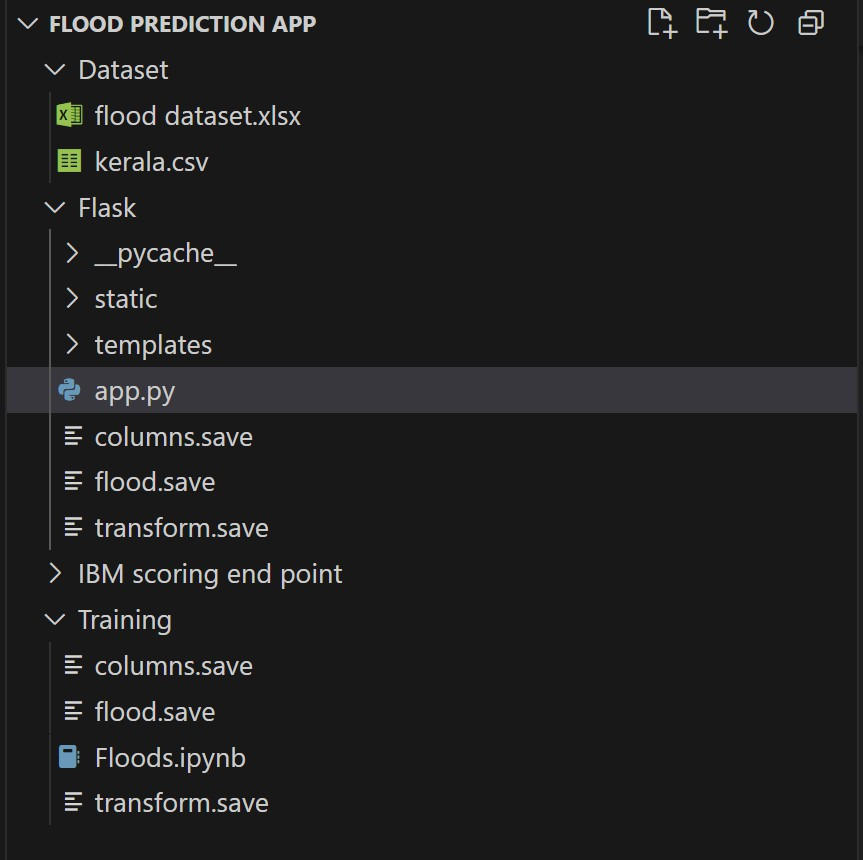 FLOOD PREDICTION APP
Dataset
flood dataset.xlsx
kerala.csv
Flask
__pycache__
static
templates
app.py
columns.save
flood.save
transform.save
IBM scoring end point
Training
columns.save
flood.save
Floods.ipynb
transform.save